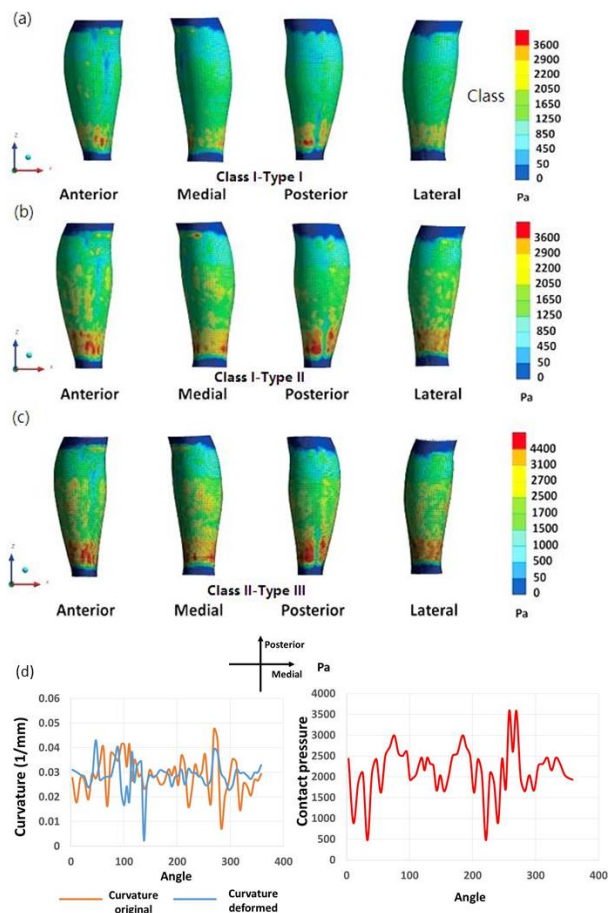 (a)
Class
3600
2900
2200
2050
1650
1250
850
450
50
0
Pa
Z
X
Class I-Type I
Anterior Medial Posterior Lateral
(b)
3600
2900
2200
2050
1650
1250
850
450
50
0
Pa
Z
X
Class I-Type II
Anterior Medial Posterior Lateral
(c)
4400
3100
2700
2500
1700
1500
1000
500
50
0
Pa
Z
X
Class II-Type III
Anterior Medial Posterior Lateral
(d)
Posterior
Medial
Curvature (1/mm)
0.06
0.05
0.04
0.03
0.02
0.01
0
0 100 200 300 400
Angle
Curvature original
Curvature deformed
Pa
Contact pressure
4000
3500
3000
2500
2000
1500
1000
500
0
0 100 200 300 400
Angle